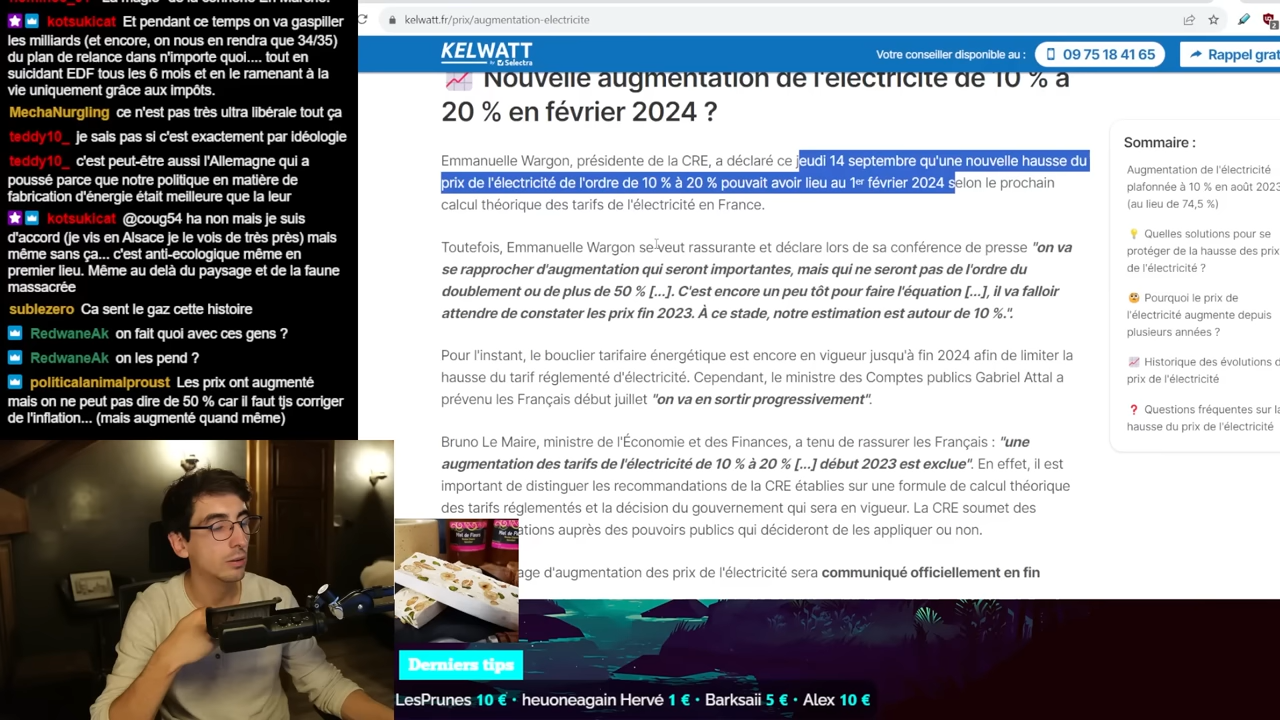 kotsukicat Et pendant ce temps on va gaspiller
les milliards (et encore, on nous en rendra que 34/35)
du plan de relance dans n'importe quoi.... tout en
suicidant EDF tous les 6 mois et en le ramenant à la
vie uniquement grâce aux impôts.
MechaNurgling ce n'est pas très ultra libérale tout ça
teddy10_ je sais pas si c'est exactement par idéologie
teddy10_ c'est peut-être aussi l'Allemagne qui a
poussé parce que notre politique en matière de
fabrication d'énergie était meilleure que la leur
kotsukicat @coug54 ha non mais je suis
d'accord (je vis en Alsace je le vois de très près) mais
même sans ça... c'est anti-ecologique même en
premier lieu. Même au delà du paysage et de la faune
massacrée
sublezero Ca sent le gaz cette histoire
RedwaneAk on fait quoi avec ces gens ?
RedwaneAk on les pend ?
politicalanimalproust Les prix ont augmenté
mais on ne peut pas dire de 50 % car il faut tjs corriger
de l'inflation... (mais augmenté quand même)
kelwatt.fr/prix/augmentation-electricite
KELWATT
by Selectra
Votre conseiller disponible au :
09 75 18 41 65
Rappel grat
Nouvelle augmentation de l'électricité de 10 % à
20 % en février 2024 ?
Emmanuelle Wargon, présidente de la CRE, a déclaré ce jeudi 14 septembre qu'une nouvelle hausse du
prix de l'électricité de l'ordre de 10 % à 20 % pouvait avoir lieu au 1er février 2024 selon le prochain
calcul théorique des tarifs de l'électricité en France.
Toutefois, Emmanuelle Wargon se veut rassurante et déclare lors de sa conférence de presse "on va
se rapprocher d'augmentation qui seront importantes, mais qui ne seront pas de l'ordre du
doublement ou de plus de 50 % [...]. C'est encore un peu tôt pour faire l'équation [...], il va falloir
attendre de constater les prix fin 2023. À ce stade, notre estimation est autour de 10 %.".
Pour l'instant, le bouclier tarifaire énergétique est encore en vigueur jusqu'à fin 2024 afin de limiter la
hausse du tarif réglementé d'électricité. Cependant, le ministre des Comptes publics Gabriel Attal a
prévenu les Français début juillet "on va en sortir progressivement".
Bruno Le Maire, ministre de l'Économie et des Finances, a tenu de rassurer les Français : "une
augmentation des tarifs de l'électricité de 10 % à 20 % [...] début 2023 est exclue". En effet, il est
important de distinguer les recommandations de la CRE établies sur une formule de calcul théorique
des tarifs réglementés et la décision du gouvernement qui sera en vigueur. La CRE soumet des
ations auprès des pouvoirs publics qui décideront de les appliquer ou non.
age d'augmentation des prix de l'électricité sera communiqué officiellement en fin
Sommaire :
Augmentation de l'électricité
plafonnée à 10 % en août 2023
(au lieu de 74,5 %)
Quelles solutions pour se
protéger de la hausse des prix
de l'électricité ?
Pourquoi le prix de
l'électricité augmente depuis
plusieurs années ?
Historique des évolutions d
prix de l'électricité
Questions fréquentes sur la
hausse du prix de l'électricité
Derniers tips
LesPrunes 10 € · heuoneagain Hervé 1 € · Barksaii 5 € · Alex 10 €